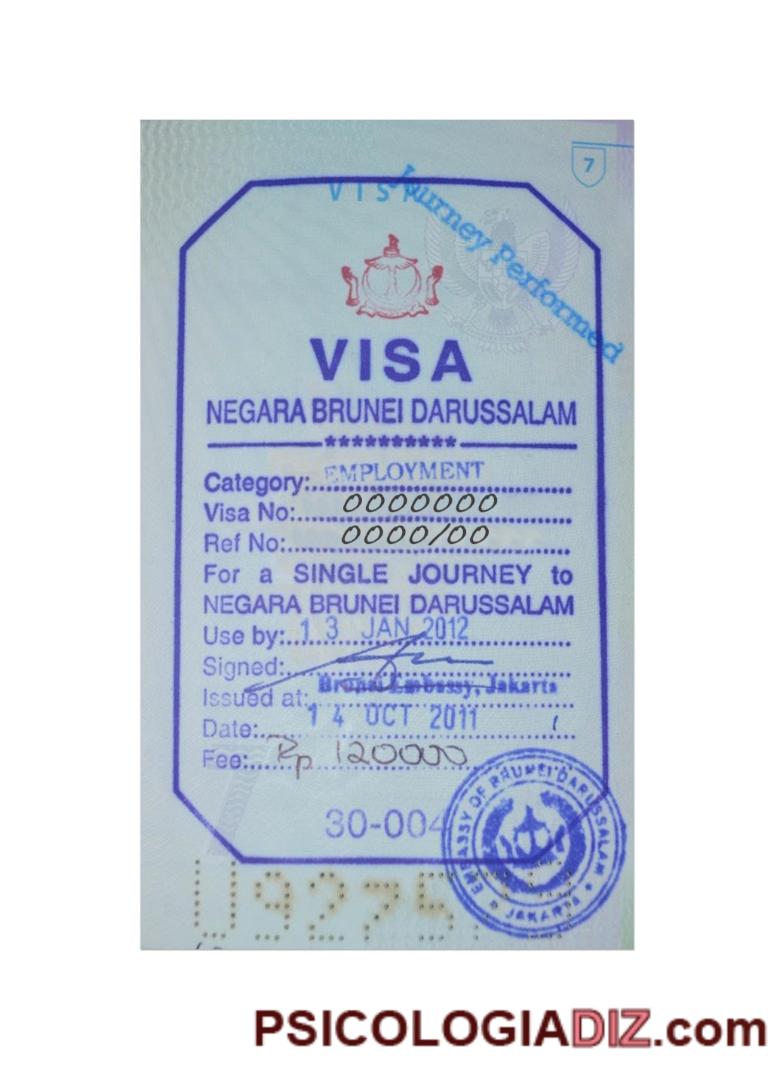 7
VISA
Journey Performed
VISA
NEGARA BRUNEI DARUSSALAM
**********
Category: EMPLOYMENT
Visa No: 0000000
Ref No: 0000/00
For a SINGLE JOURNEY to
NEGARA BRUNEI DARUSSALAM
Use by: 13 JAN 2012
Signed:
Issued at: Brunei Embassy, Jakarta
Date: 14 OCT 2011
Fee: Rp 120000
30-004
EMBASSY OF BRUNEI DARUSSALAM
JAKARTA
U9275
PSICOLOGIADIZ.com